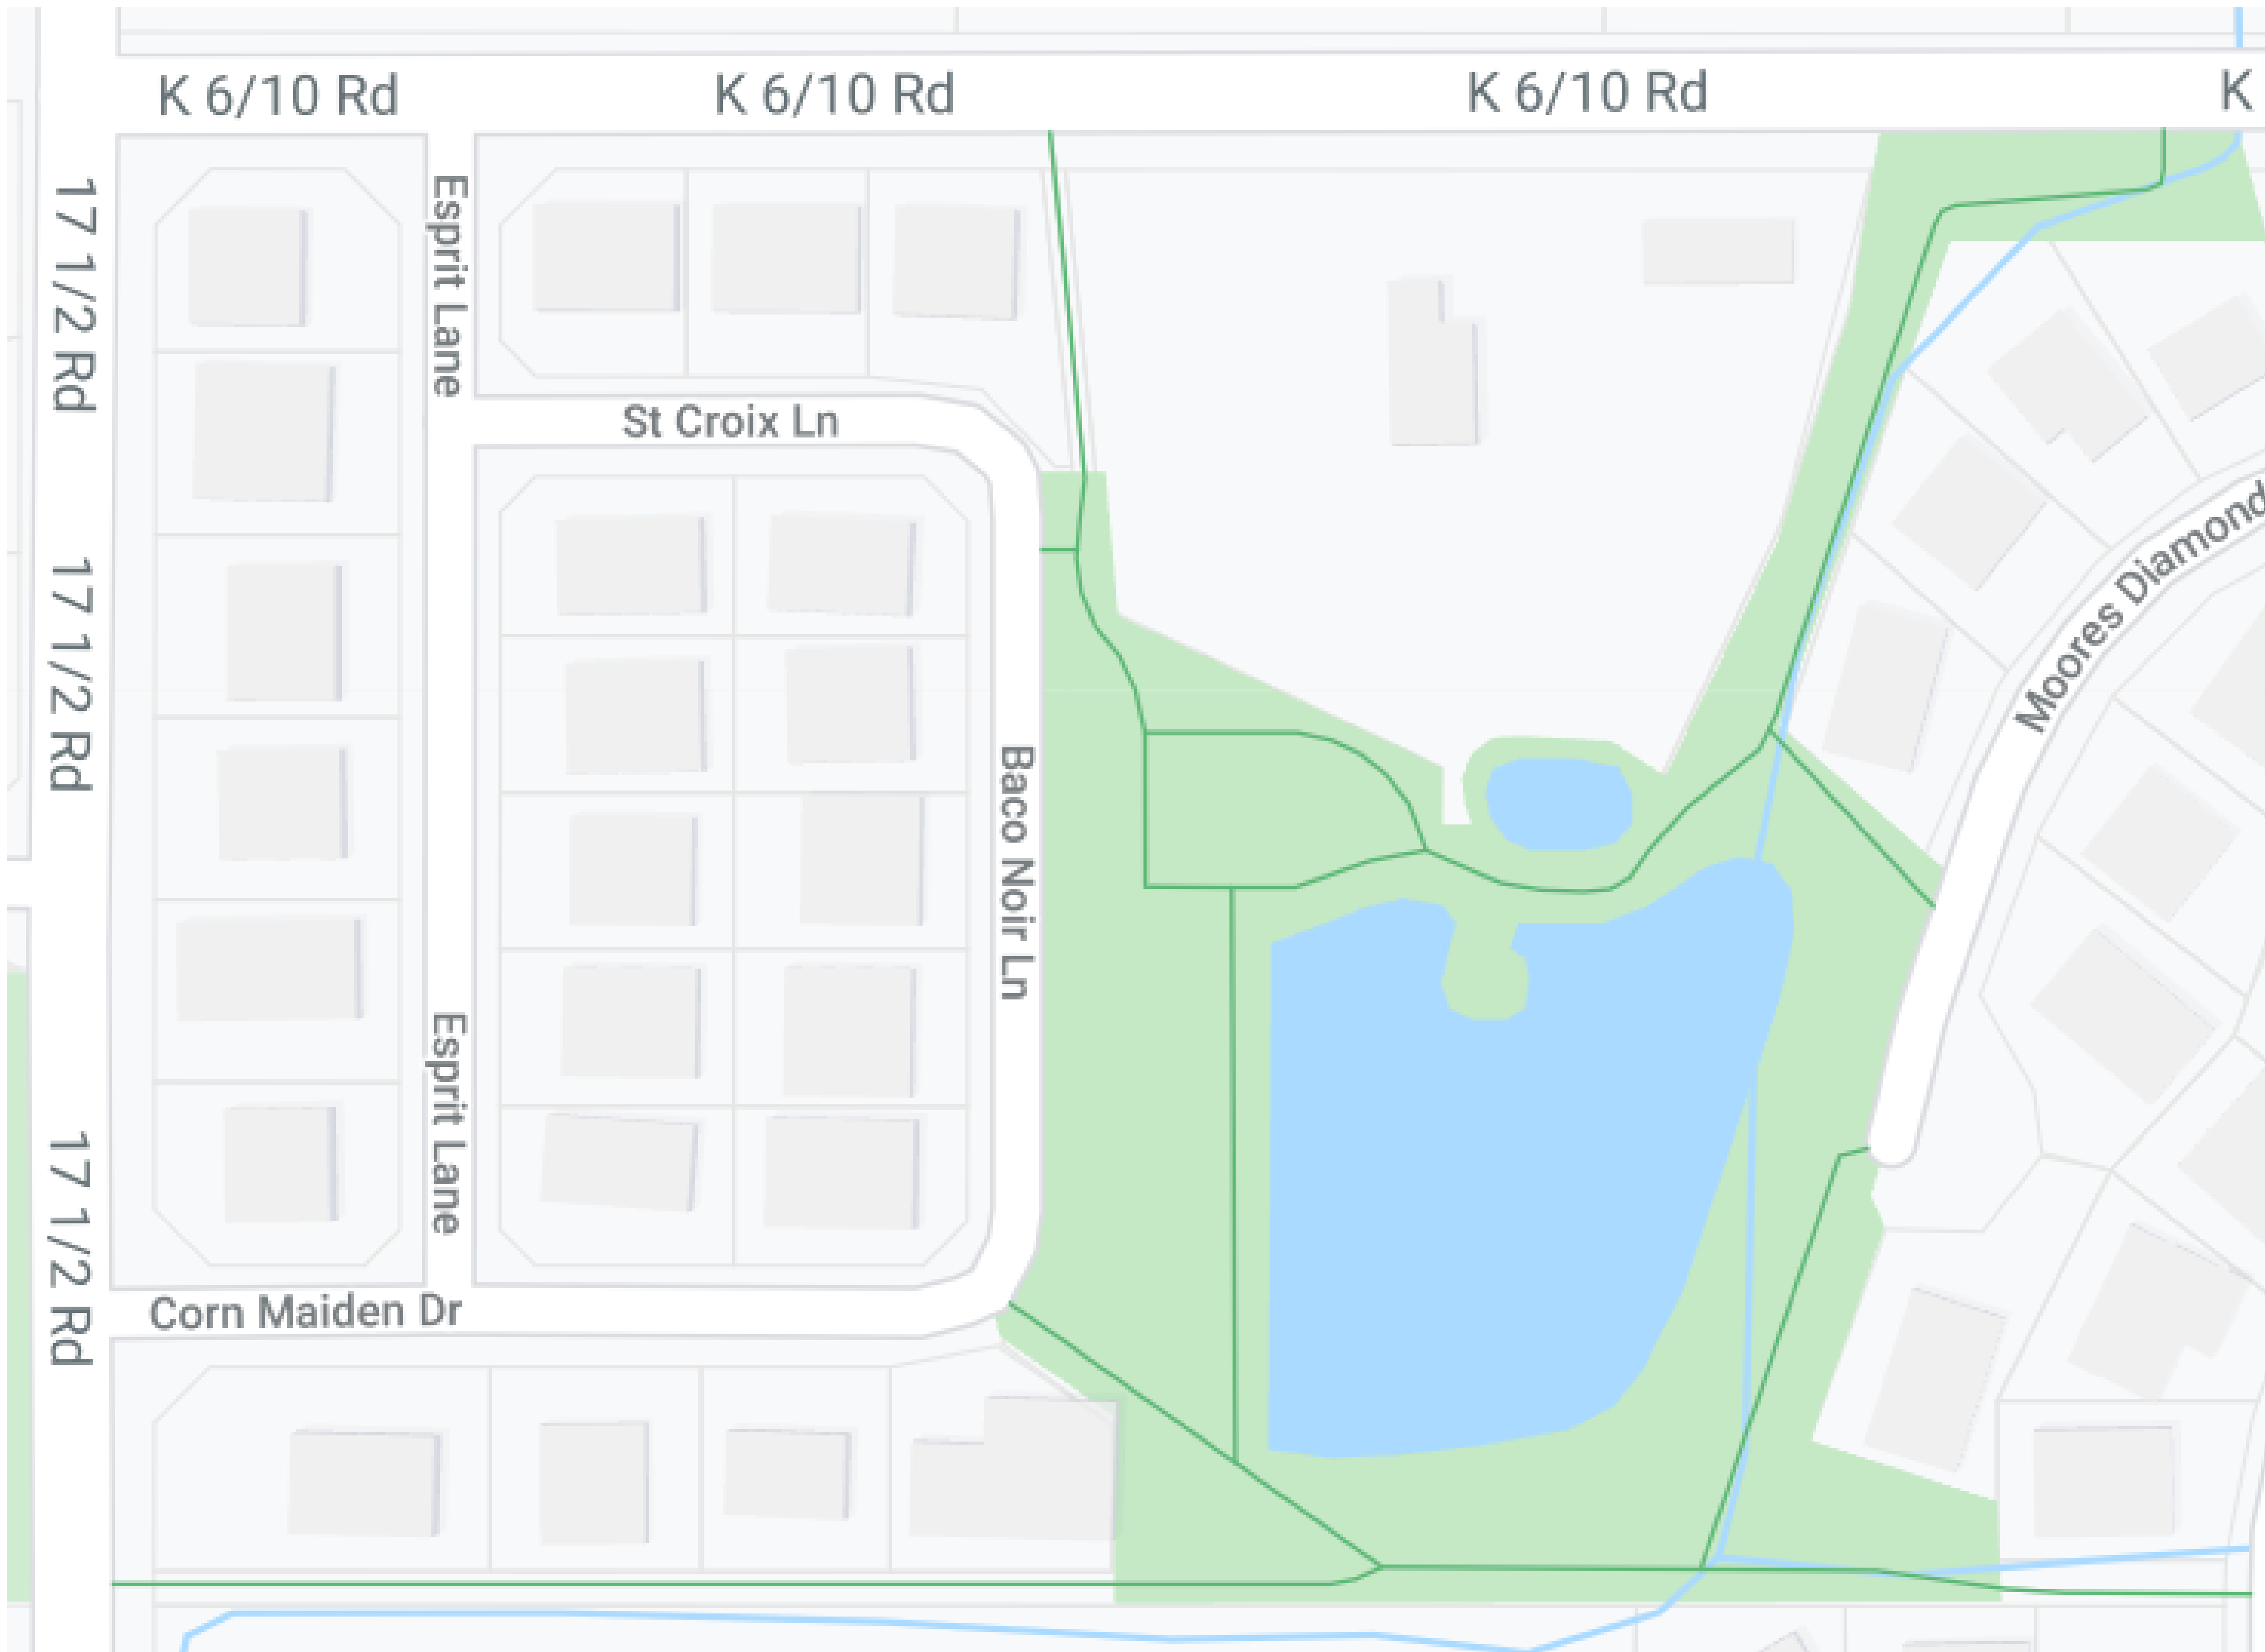 K 6/10 Rd
K 6/10 Rd
K 6/10 Rd
K
17 1/2 Rd
Esprit Lane
St Croix Ln
Moores Diamond
17 1/2 Rd
Baco Noir Ln
Esprit Lane
17 1/2 Rd
Corn Maiden Dr